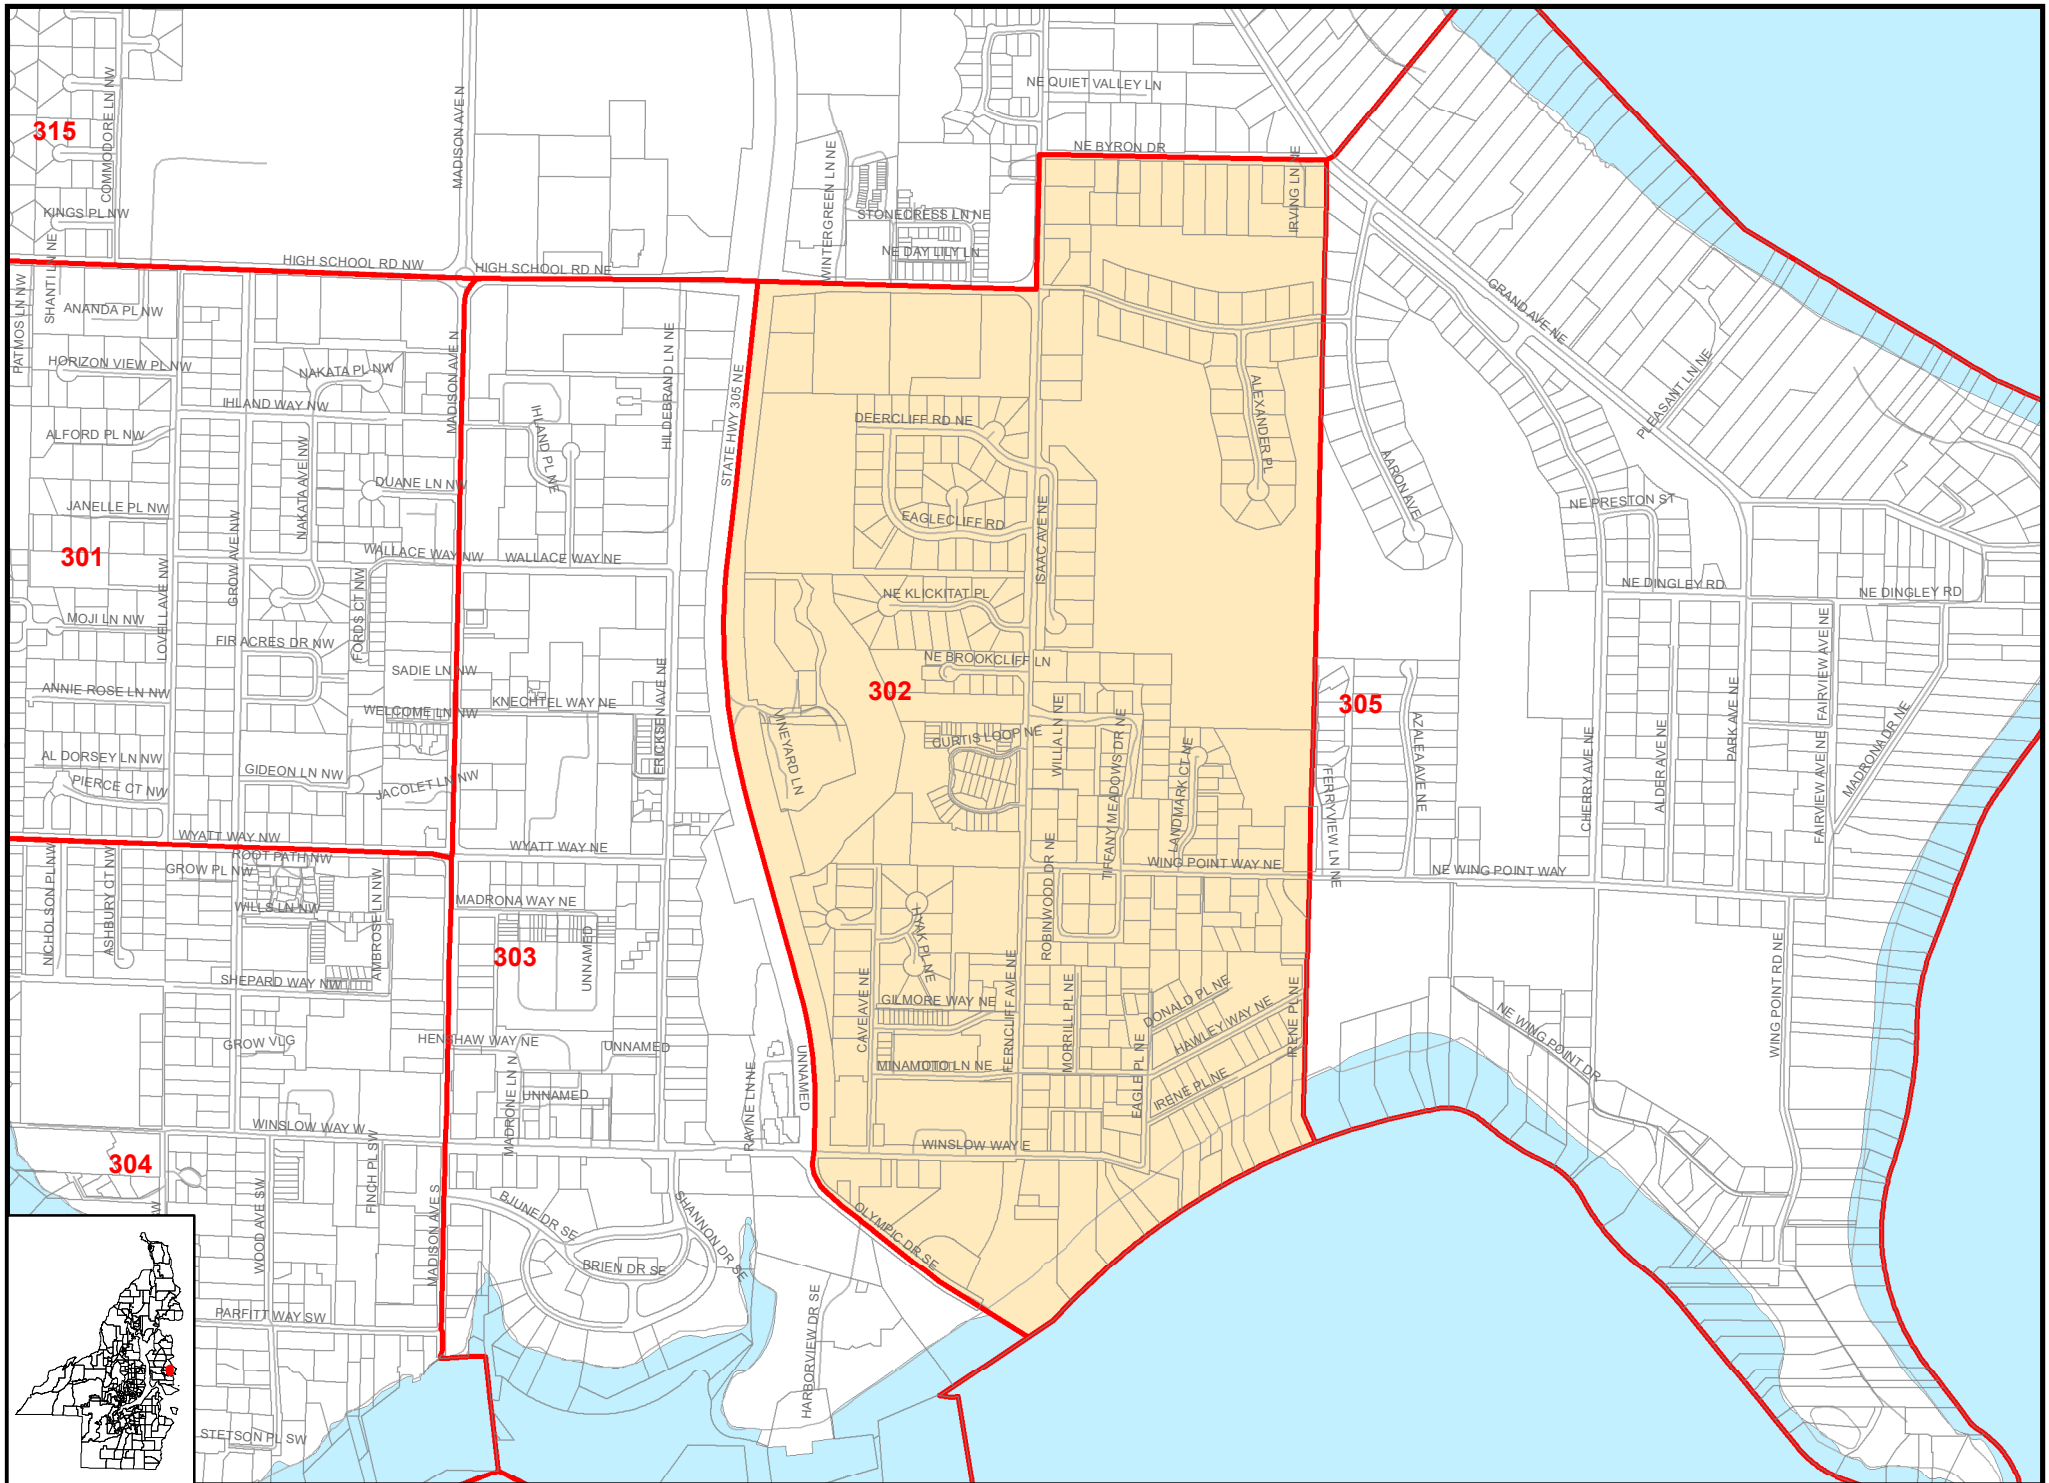 NE QUIET VALLEY LN
COMMODORE LN NW
315
MADISON AVE N
NE BYRON DR
IRVING LN NE
KINGS PL NW
WINTERGREEN LN NE
STONECRESS LN NE
NE DAY LILY LN
SHANTI LN NE
HIGH SCHOOL RD NW
HIGH SCHOOL RD NE
PATMOS LN NW
ANANDA PL NW
GRAND AVE NE
HORIZON VIEW PL NW
NAKATA PL NW
MADISON AVE N
HILDEBRAND LN NE
STATE HWY 305 NE
PLEASANT LN NE
IHLAND WAY NW
IHLAND PL NE
DEERCLIFF RD NE
ALEXANDER PL
ALFORD PL NW
NAKATA AVE NW
DUANE LN NW
AARON AVE
JANELLE PL NW
EAGLECLIFF RD
ISAAC AVE NE
NE PRESTON ST
301
GROW AVE NW
WALLACE WAY NW
WALLACE WAY NE
LOVELL AVE NW
FORDS CT NW
NE KLICKITAT PL
NE DINGLEY RD
NE DINGLEY RD
MOJI LN NW
FIR ACRES DR NW
SADIE LN NW
NE BROOKCLIFF LN
FAIRVIEW AVE NE
ANNIE ROSE LN NW
302
305
WELCOME LN NW
KNECHTEL WAY NE
ERICKSEN AVE NE
VINEYARD LN
CURTIS LOOP NE
WILLA LN NE
TIFFANY MEADOWS DR NE
LANDMARK CT NE
AZALEA AVE NE
PARK AVE NE
MADRONA DR NE
AL DORSEY LN NW
GIDEON LN NW
PIERCE CT NW
JACOLET LN NW
FERRYVIEW LN NE
CHERRY AVE NE
ALDER AVE NE
FAIRVIEW AVE NE
WYATT WAY NW
WYATT WAY NE
ROOT PATH NW
GROW PL NW
WING POINT WAY NE
NE WING POINT WAY
NICHOLSON PL NW
ASHBURY CT NW
WILLS LN NW
AMBROSE LN NW
MADRONA WAY NE
HYAK PL NE
ROBINWOOD DR NE
303
UNNAMED
SHEPARD WAY NW
CAVE AVE NE
GILMORE WAY NE
FERNCLIFF AVE NE
MORRILL PL NE
DONALD PL NE
HAWLEY WAY NE
IRENE PL NE
NE WING POINT DR
WING POINT RD NE
GROW VLG
HENSHAW WAY NE
UNNAMED
UNNAMED
MINAMOTO LN NE
EAGLE PL NE
IRENE PL NE
MADRONE LN N
UNNAMED
RAVINE LN NE
WINSLOW WAY W
WINSLOW WAY E
304
FINCH PL SW
WOOD AVE SW
MADISON AVE S
BJUNE DR SE
SHANNON DR SE
OLYMPIC DR SE
BRIEN DR SE
HARBORVIEW DR SE
PARFITT WAY SW
STETSON PL SW